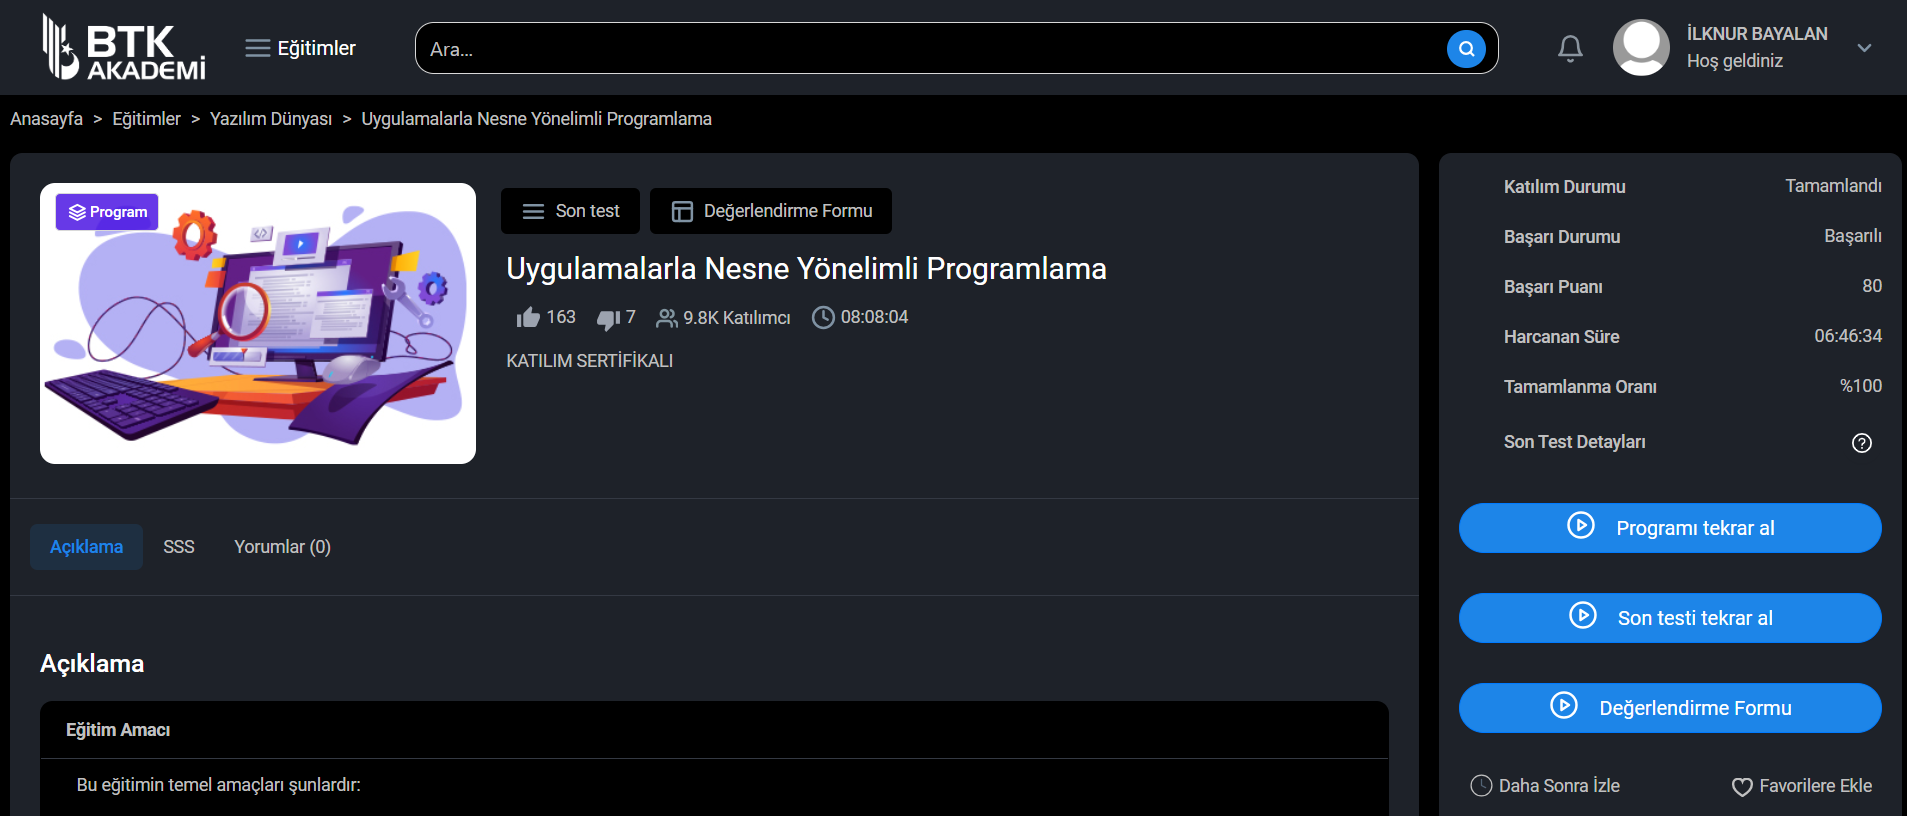 BTK
AKADEMİ
Eğitimler
Ara...
İLKNUR BAYALAN
Hoş geldiniz
Anasayfa > Eğitimler > Yazılım Dünyası > Uygulamalarla Nesne Yönelimli Programlama
Program
</>
Son test
Değerlendirme Formu
Uygulamalarla Nesne Yönelimli Programlama
163 7 9.8K Katılımcı 08:08:04
KATILIM SERTİFİKALI
Açıklama SSS Yorumlar (0)
Açıklama
Eğitim Amacı
Bu eğitimin temel amaçları şunlardır:
Katılım Durumu Tamamlandı
Başarı Durumu Başarılı
Başarı Puanı 80
Harcanan Süre 06:46:34
Tamamlanma Oranı %100
Son Test Detayları ?
Programı tekrar al
Son testi tekrar al
Değerlendirme Formu
Daha Sonra İzle Favorilere Ekle